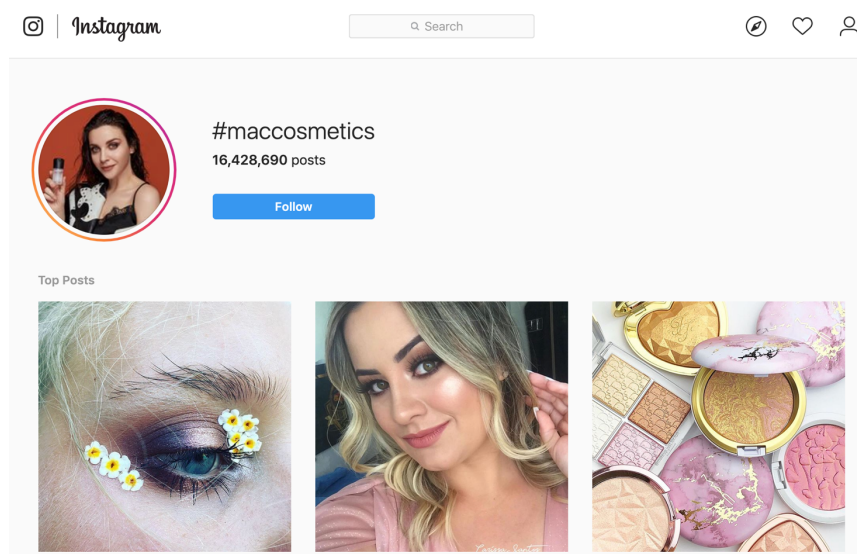 Instagram
Search
#maccosmetics
16,428,690 posts
Follow
Top Posts